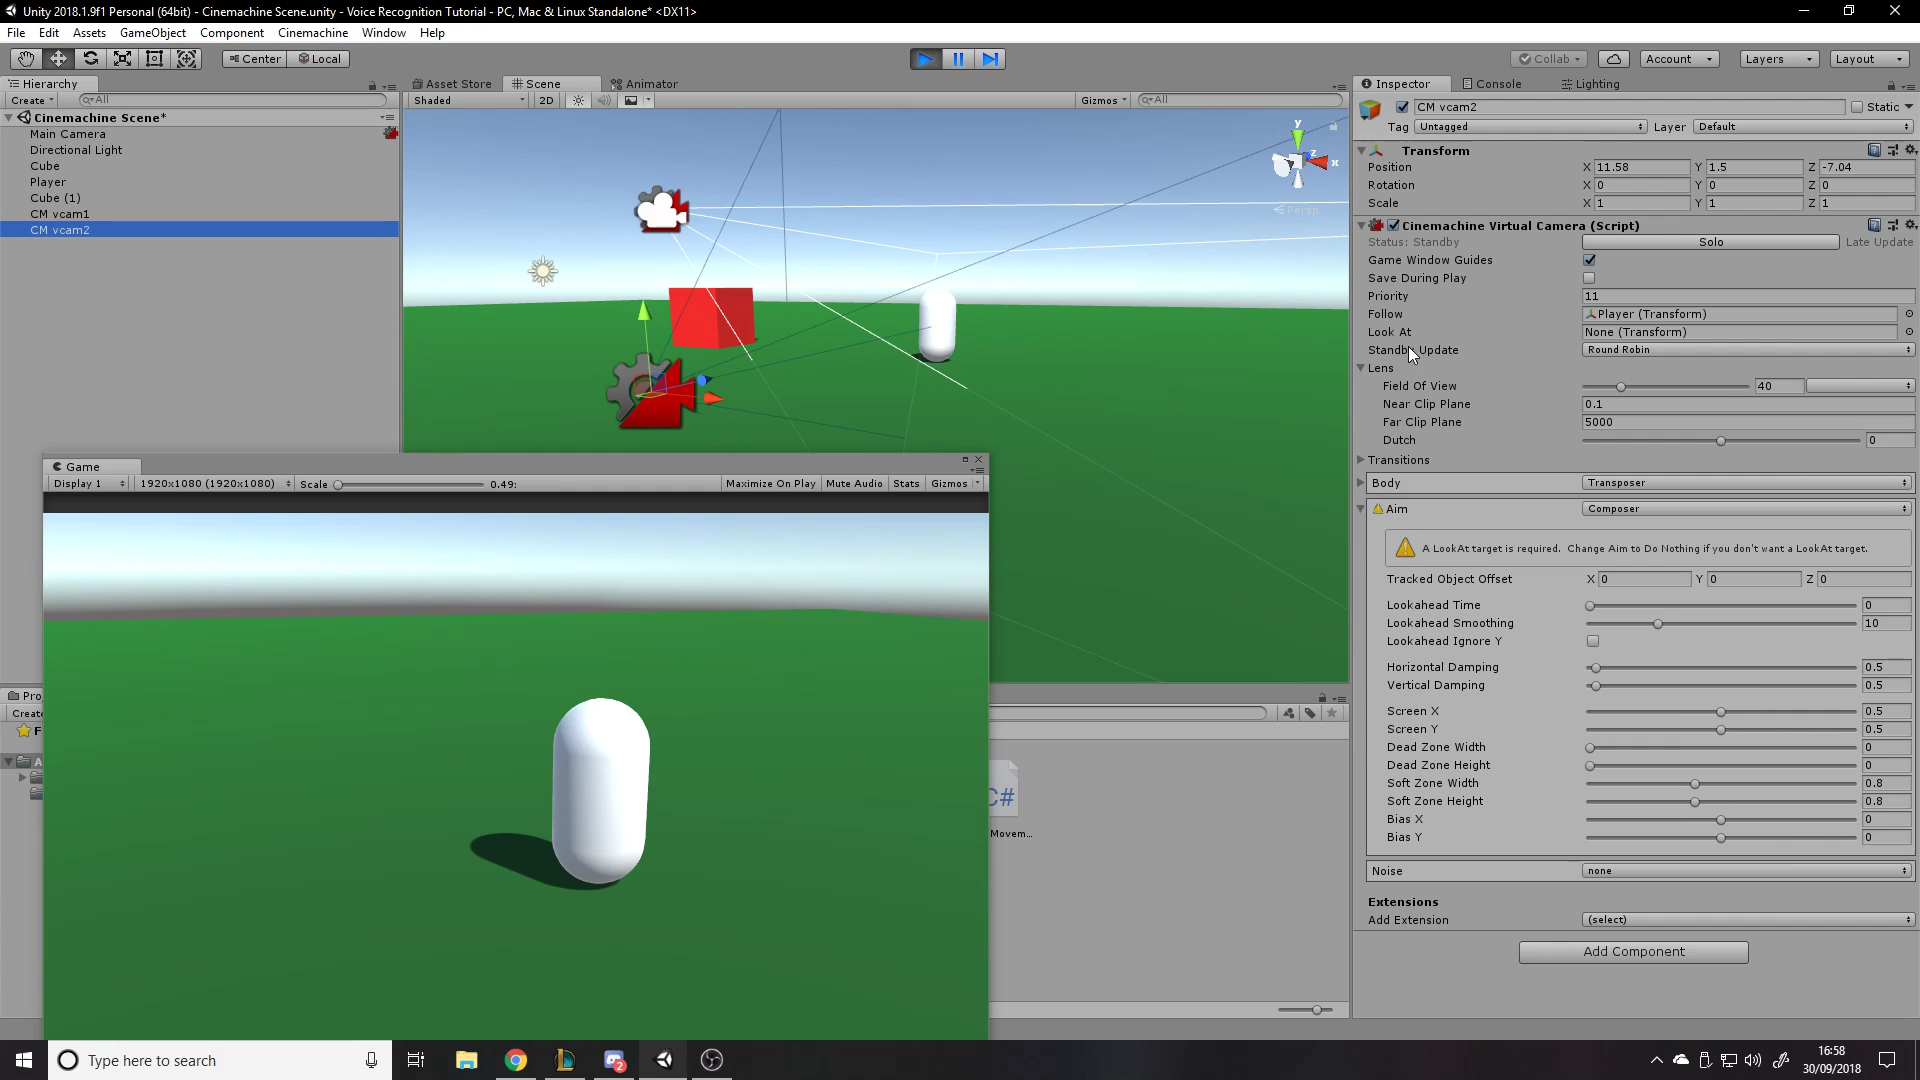 Unity 2018.1.9f1 Personal (64bit) - Cinemachine Scene.unity - Voice Recognition Tutorial - PC, Mac & Linux Standalone* <DX11>
File Edit Assets GameObject Component Cinemachine Window Help
Center Local
Collab Account Layers Layout
Hierarchy
Create All
Cinemachine Scene*
Main Camera
Directional Light
Cube
Player
Cube (1)
CM vcam1
CM vcam2
Asset Store Scene Animator
Shaded 2D Gizmos All
y
z
x
Persp
Game
Display 1 1920x1080 (1920x1080) Scale 0.49: Maximize On Play Mute Audio Stats Gizmos
Pro
Create
F
A
C#
Movem...
Inspector Console Lighting
CM vcam2 Static
Tag Untagged Layer Default
Transform
Position X 11.58 Y 1.5 Z -7.04
Rotation X 0 Y 0 Z 0
Scale X 1 Y 1 Z 1
Cinemachine Virtual Camera (Script)
Status: Standby Solo Late Update
Game Window Guides
Save During Play
Priority 11
Follow Player (Transform)
Look At None (Transform)
Standby Update Round Robin
Lens
Field Of View 40
Near Clip Plane 0.1
Far Clip Plane 5000
Dutch 0
Transitions
Body Transposer
Aim Composer
A LookAt target is required. Change Aim to Do Nothing if you don't want a LookAt target.
Tracked Object Offset X 0 Y 0 Z 0
Lookahead Time 0
Lookahead Smoothing 10
Lookahead Ignore Y
Horizontal Damping 0.5
Vertical Damping 0.5
Screen X 0.5
Screen Y 0.5
Dead Zone Width 0
Dead Zone Height 0
Soft Zone Width 0.8
Soft Zone Height 0.8
Bias X 0
Bias Y 0
Noise none
Extensions
Add Extension (select)
Add Component
Type here to search
2
16:58
30/09/2018